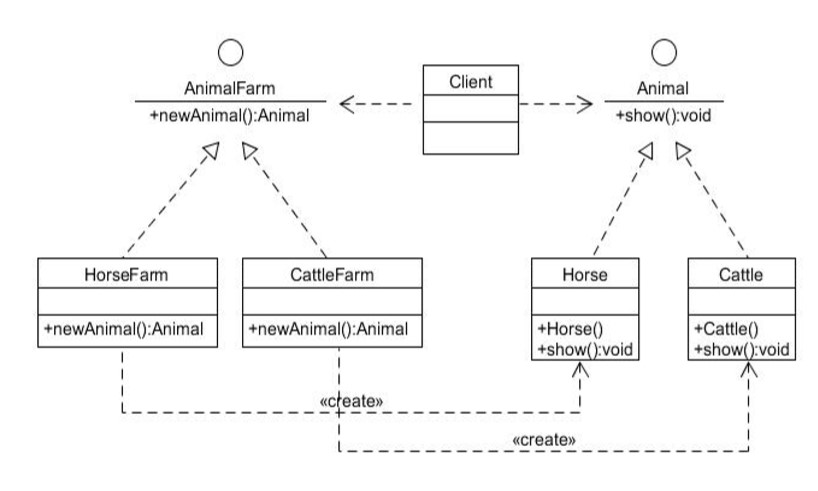 Client
AnimalFarm
+newAnimal():Animal
Animal
+show():void
HorseFarm
+newAnimal():Animal
CattleFarm
+newAnimal():Animal
Horse
+Horse()
+show():void
Cattle
+Cattle()
+show():void
«create»
«create»